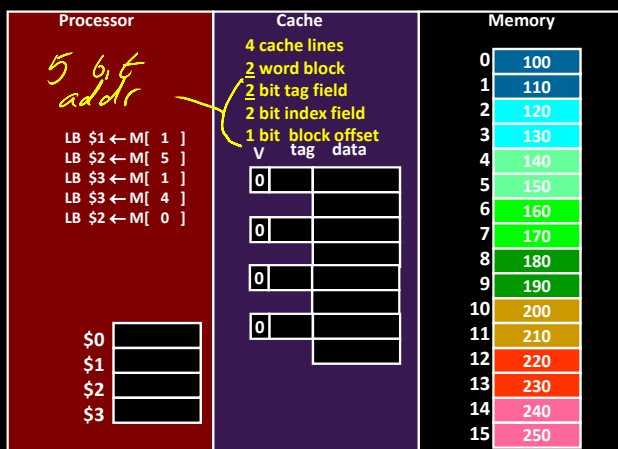 Processor
5 bit
addr
LB $1 ← M[ 1 ]
LB $2 ← M[ 5 ]
LB $3 ← M[ 1 ]
LB $3 ← M[ 4 ]
LB $2 ← M[ 0 ]
$0
$1
$2
$3
Cache
4 cache lines
2 word block
2 bit tag field
2 bit index field
1 bit block offset
V tag data
0
0
0
0
Memory
0 100
1 110
2 120
3 130
4 140
5 150
6 160
7 170
8 180
9 190
10 200
11 210
12 220
13 230
14 240
15 250